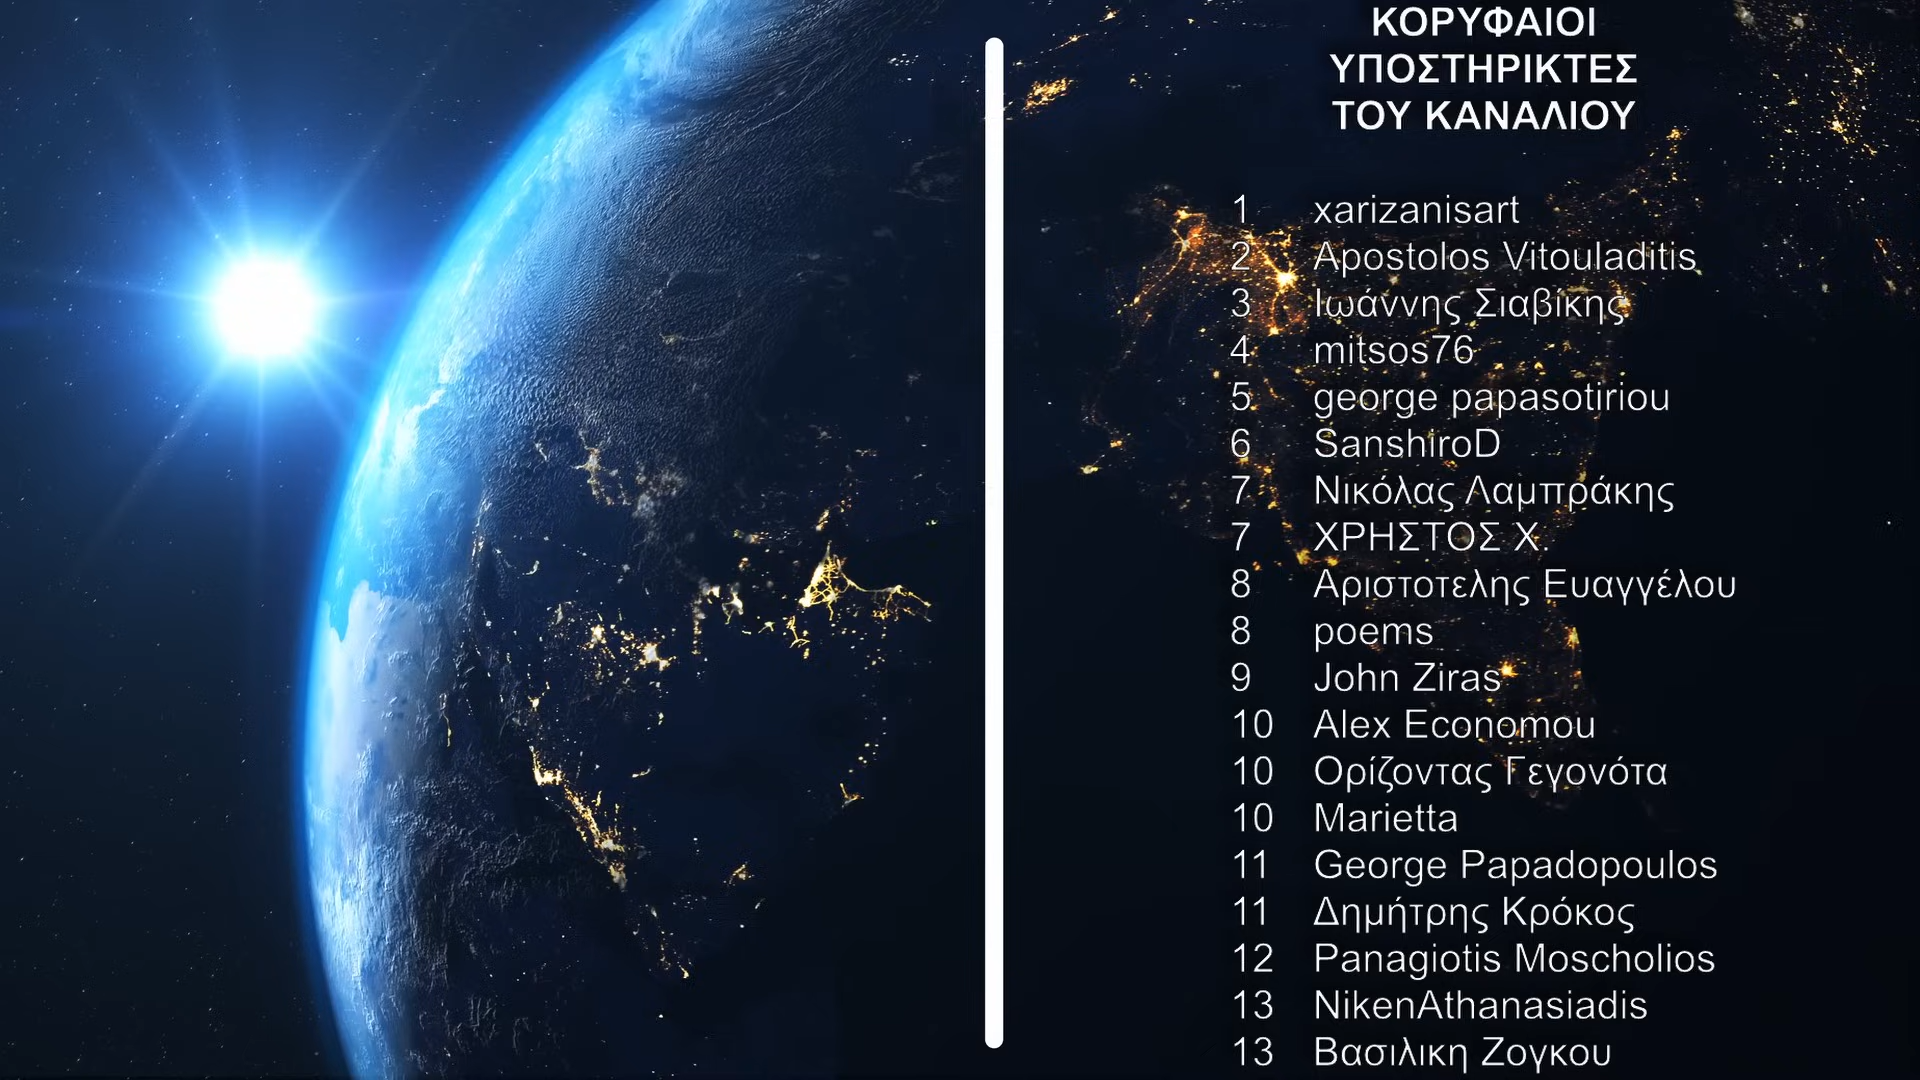 ΚΟΡΥΦΑΙΟΙ
ΥΠΟΣΤΗΡΙΚΤΕΣ
ΤΟΥ ΚΑΝΑΛΙΟΥ
1 xarizanisart
2 Apostolos Vitouladitis
3 Ιωάννης Σιαβίκης
4 mitsos76
5 george papasotiriou
6 SanshiroD
7 Νικόλας Λαμπράκης
7 ΧΡΗΣΤΟΣ Χ.
8 Αριστοτελης Ευαγγέλου
8 poems
9 John Ziras
10 Alex Economou
10 Ορίζοντας Γεγονότα
10 Marietta
11 George Papadopoulos
11 Δημήτρης Κρόκος
12 Panagiotis Moscholios
13 NikenAthanasiadis
13 Βασιλικη Ζογκου